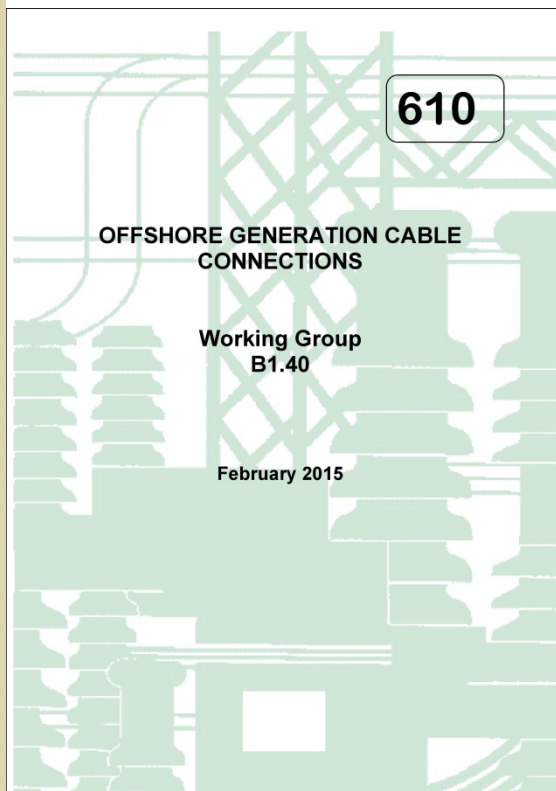 610
OFFSHORE GENERATION CABLE
CONNECTIONS
Working Group
B1.40
February 2015